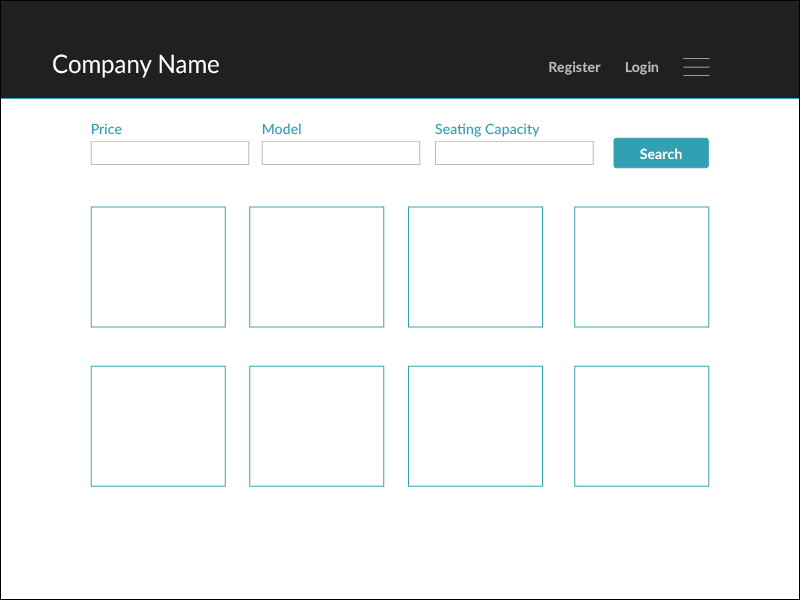 Company Name
Register Login
Price Model Seating Capacity
Search